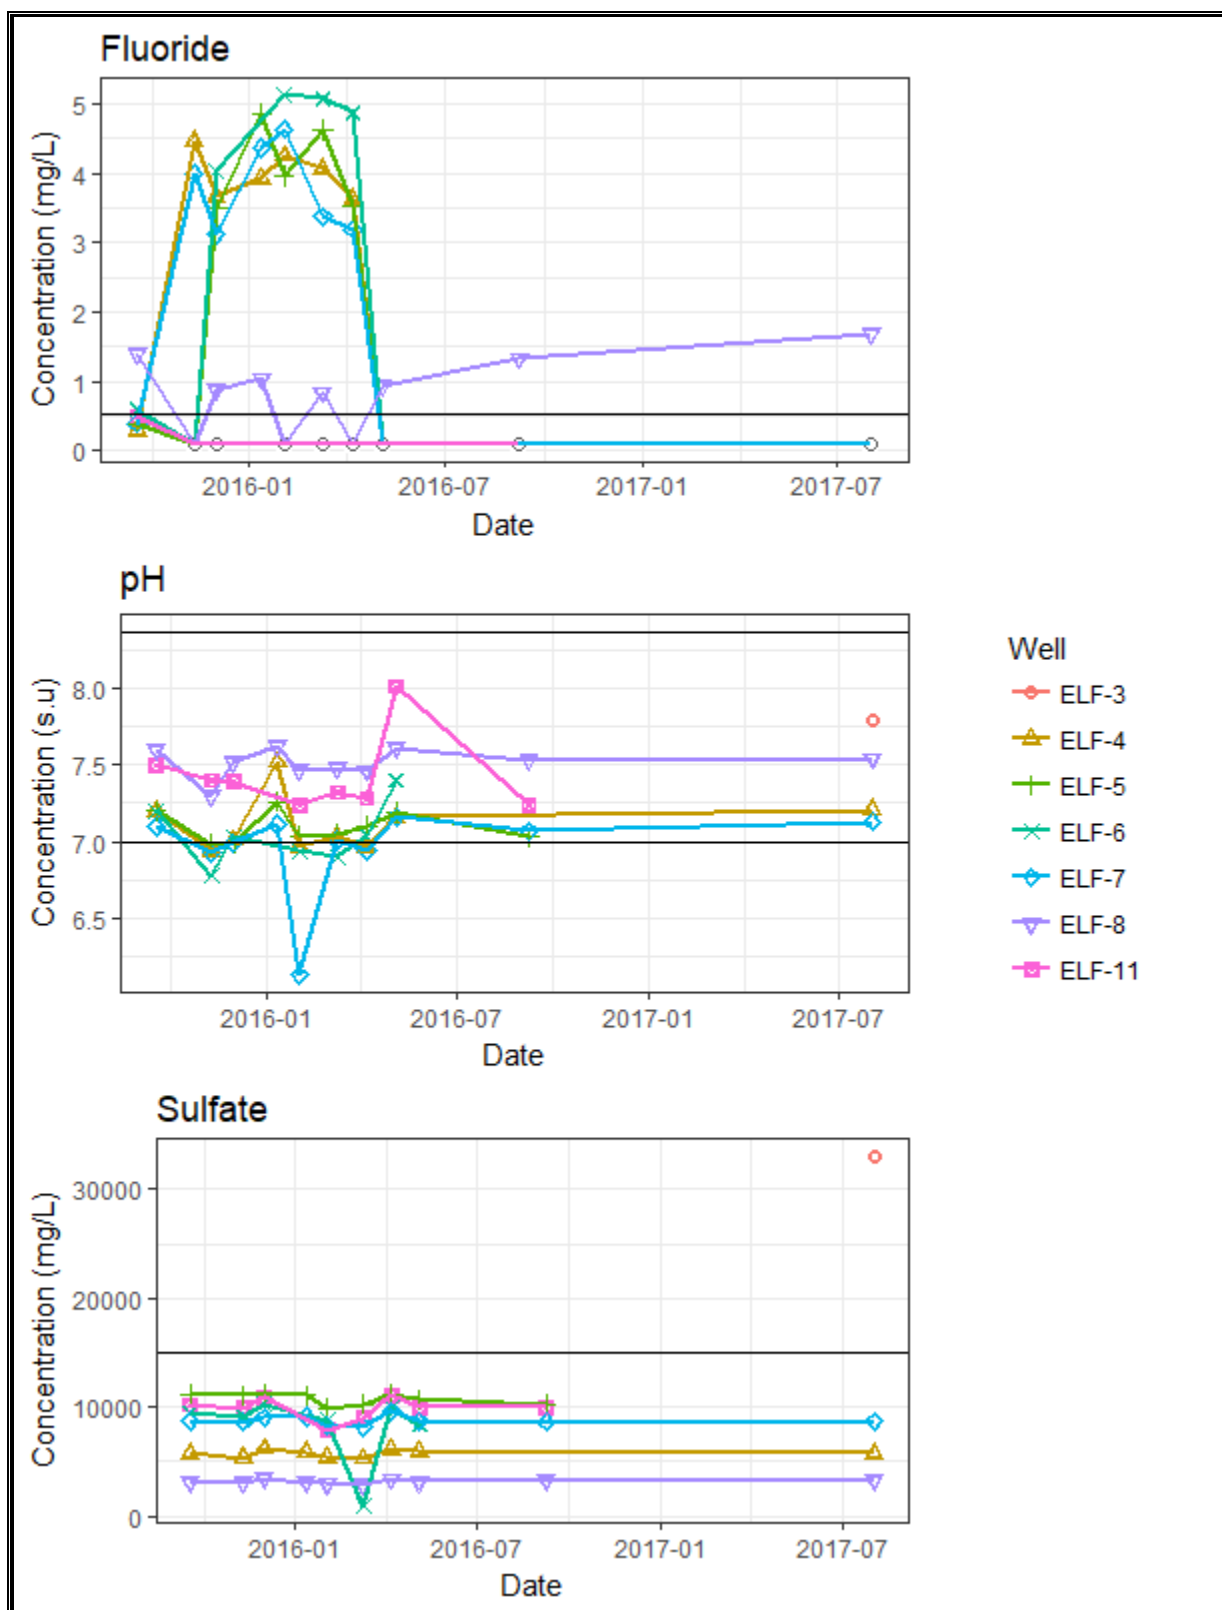 Fluoride
Concentration (mg/L)
5
4
3
2
1
0
2016-01 2016-07 2017-01 2017-07
Date
pH
Concentration (s.u)
8.0
7.5
7.0
6.5
2016-01 2016-07 2017-01 2017-07
Date
Well
ELF-3
ELF-4
ELF-5
ELF-6
ELF-7
ELF-8
ELF-11
Sulfate
Concentration (mg/L)
30000
20000
10000
0
2016-01 2016-07 2017-01 2017-07
Date